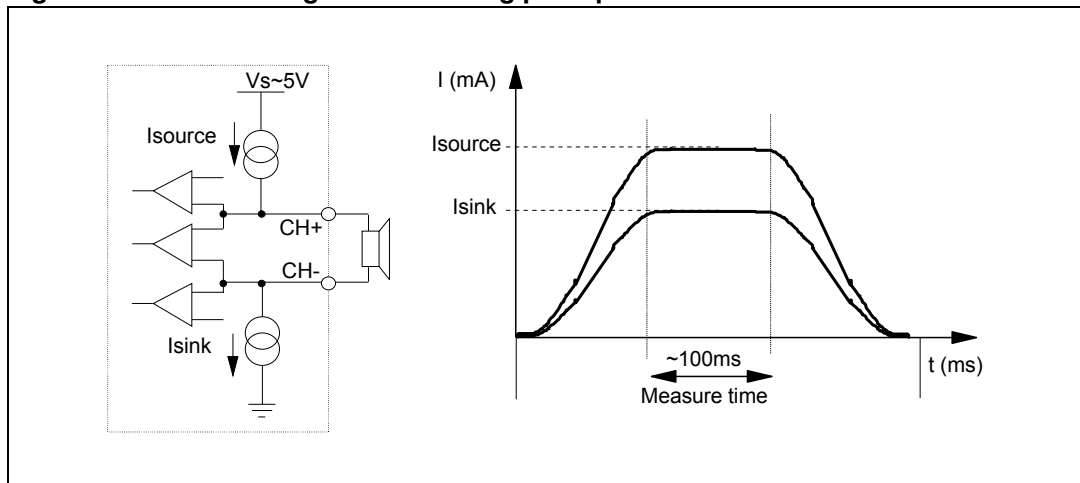 Vs~5V
Isource
CH+
CH-
Isink
I (mA)
Isource
Isink
~100ms
Measure time
t (ms)